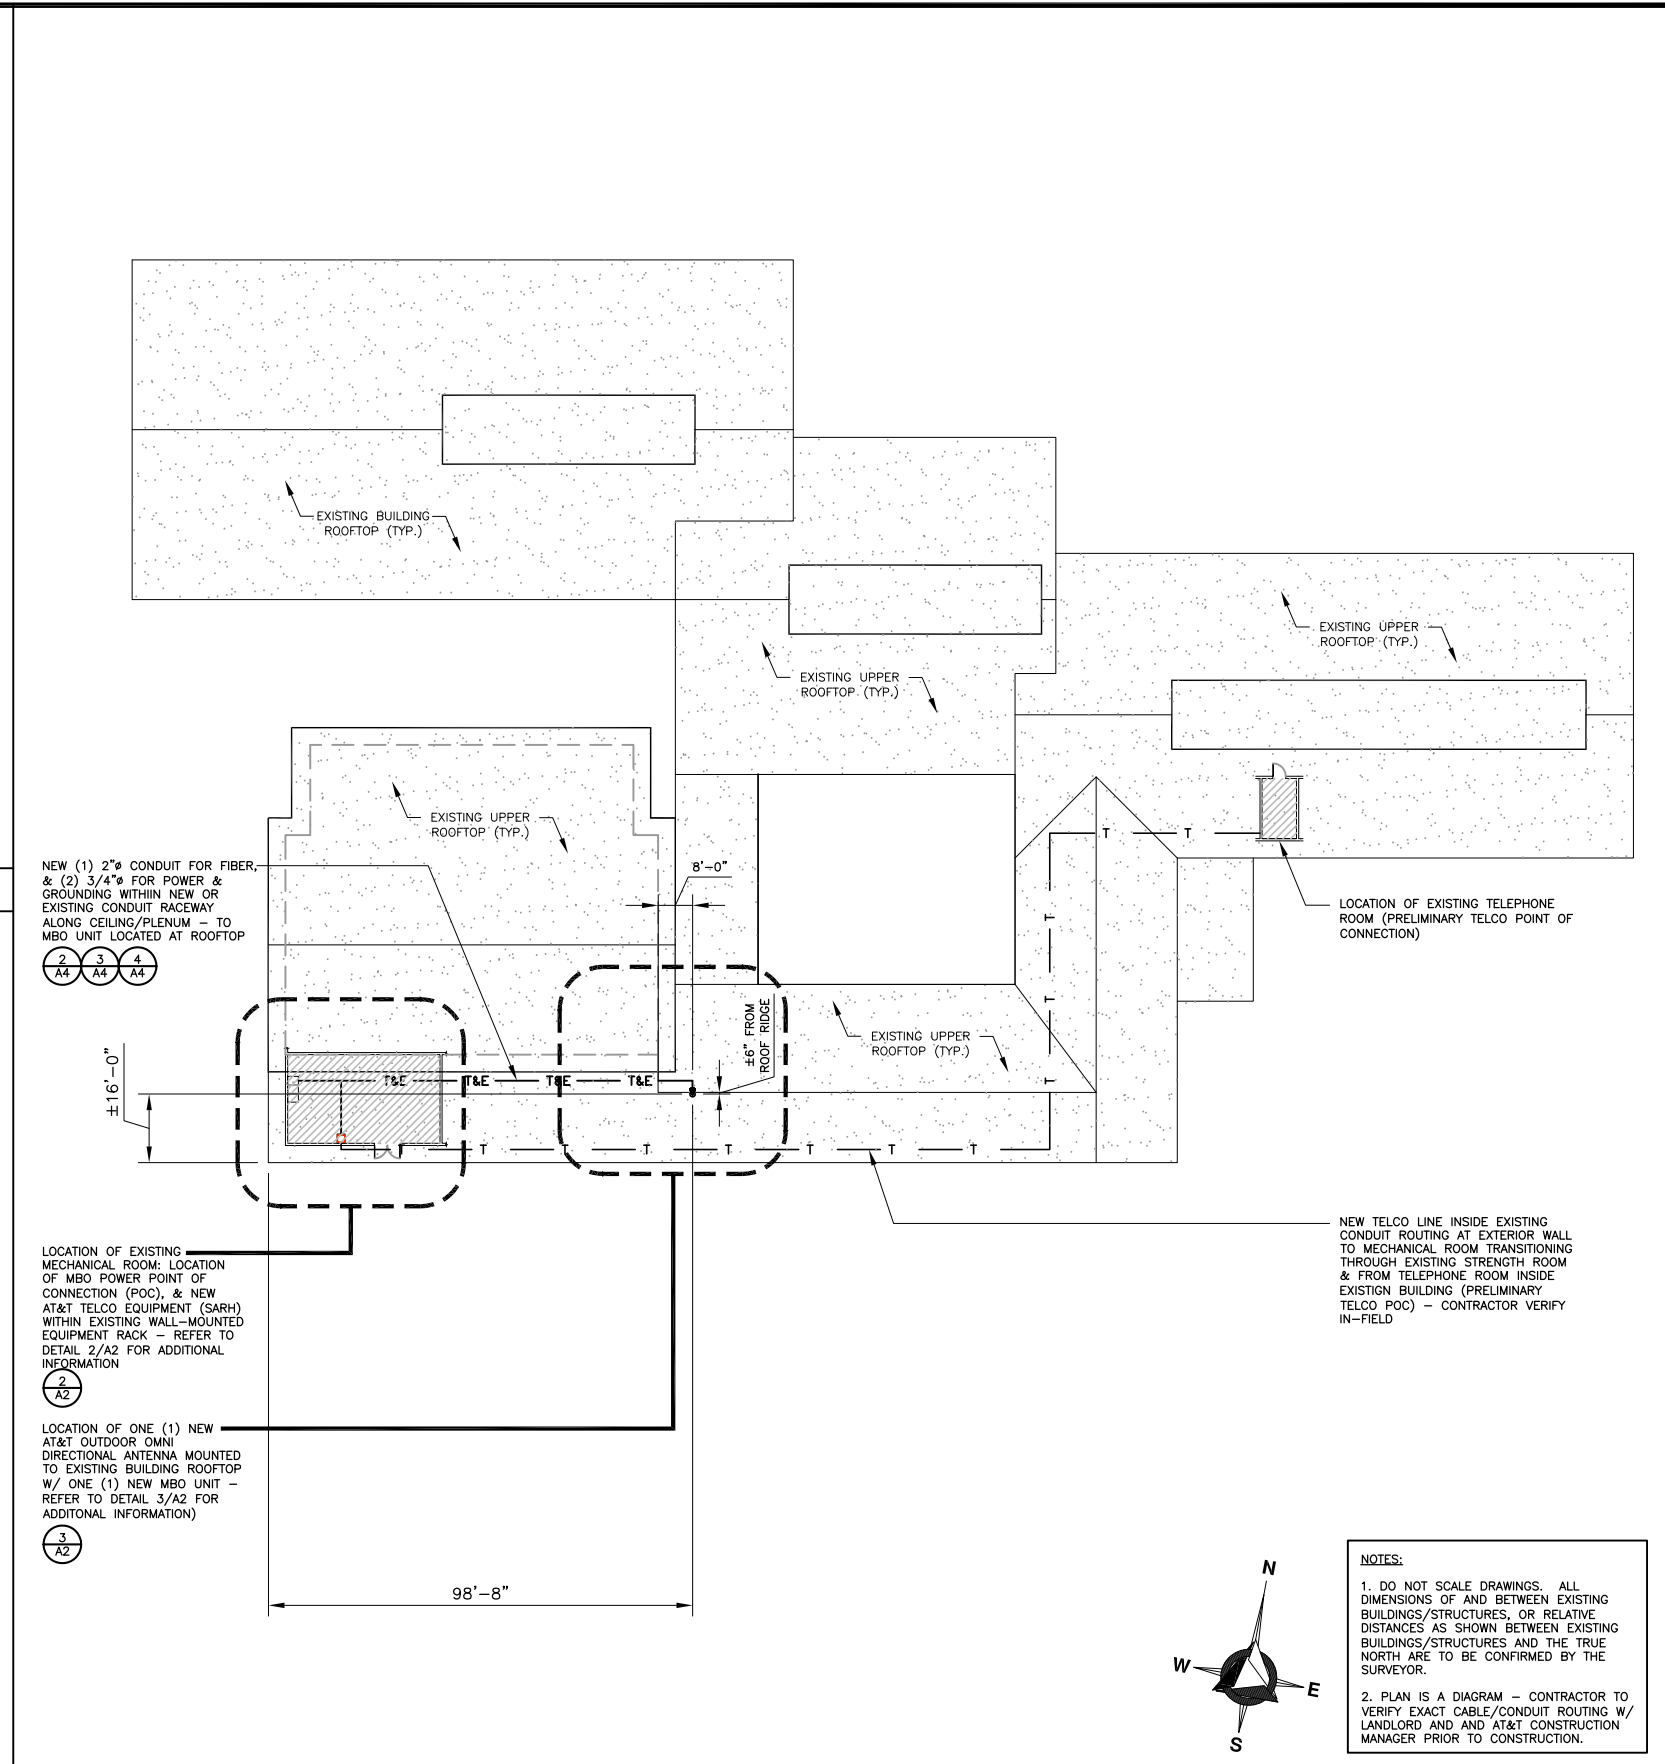 EXISTING BUILDING
ROOFTOP (TYP.)
EXISTING UPPER
ROOFTOP (TYP.)
EXISTING UPPER
ROOFTOP (TYP.)
EXISTING UPPER
ROOFTOP (TYP.)
NEW (1) 2"ø CONDUIT FOR FIBER,
& (2) 3/4"ø FOR POWER &
GROUNDING WITHIN NEW OR
EXISTING CONDUIT RACEWAY
ALONG CEILING/PLENUM – TO
MBO UNIT LOCATED AT ROOFTOP
2 3 4
A4 A4 A4
8'–0"
T T
T
T
T
LOCATION OF EXISTING TELEPHONE
ROOM (PRELIMINARY TELCO POINT OF
CONNECTION)
±6" FROM
ROOF RIDGE
EXISTING UPPER
ROOFTOP (TYP.)
±16'–0"
T&E T&E T&E T&E
T T T T T T T
NEW TELCO LINE INSIDE EXISTING
CONDUIT ROUTING AT EXTERIOR WALL
TO MECHANICAL ROOM TRANSITIONING
THROUGH EXISTING STRENGTH ROOM
& FROM TELEPHONE ROOM INSIDE
EXISTIGN BUILDING (PRELIMINARY
TELCO POC) – CONTRACTOR VERIFY
IN–FIELD
LOCATION OF EXISTING
MECHANICAL ROOM: LOCATION
OF MBO POWER POINT OF
CONNECTION (POC), & NEW
AT&T TELCO EQUIPMENT (SARH)
WITHIN EXISTING WALL–MOUNTED
EQUIPMENT RACK – REFER TO
DETAIL 2/A2 FOR ADDITIONAL
INFORMATION
2
A2
LOCATION OF ONE (1) NEW
AT&T OUTDOOR OMNI
DIRECTIONAL ANTENNA MOUNTED
TO EXISTING BUILDING ROOFTOP
W/ ONE (1) NEW MBO UNIT –
REFER TO DETAIL 3/A2 FOR
ADDITONAL INFORMATION)
3
A2
98'–8"
N
W
E
S
NOTES:
1. DO NOT SCALE DRAWINGS. ALL
DIMENSIONS OF AND BETWEEN EXISTING
BUILDINGS/STRUCTURES, OR RELATIVE
DISTANCES AS SHOWN BETWEEN EXISTING
BUILDINGS/STRUCTURES AND THE TRUE
NORTH ARE TO BE CONFIRMED BY THE
SURVEYOR.
2. PLAN IS A DIAGRAM – CONTRACTOR TO
VERIFY EXACT CABLE/CONDUIT ROUTING W/
LANDLORD AND AND AT&T CONSTRUCTION
MANAGER PRIOR TO CONSTRUCTION.